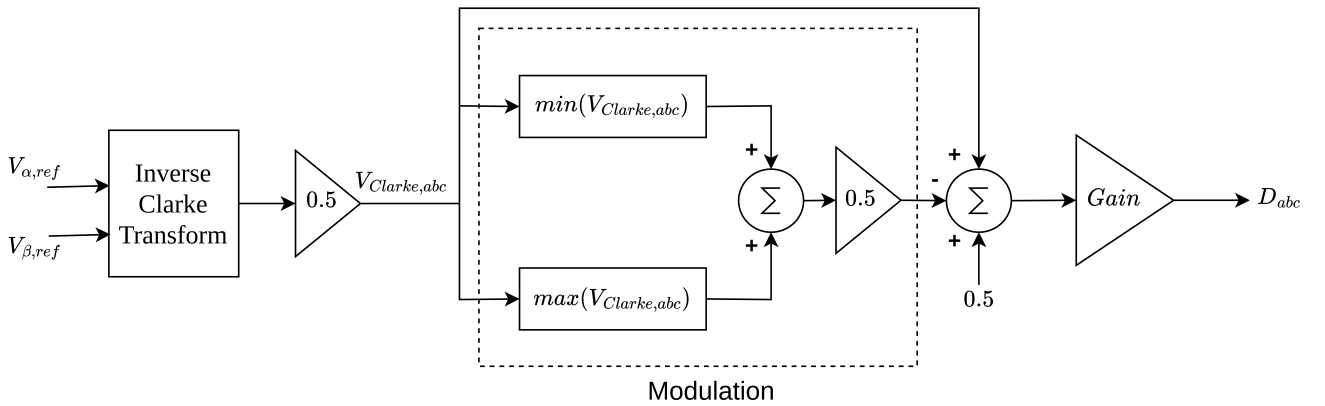 V_{α,ref}
V_{β,ref}
Inverse
Clarke
Transform
0.5
V_{Clarke,abc}
min(V_{Clarke,abc})
max(V_{Clarke,abc})
+
Σ
+
0.5
-
+
Σ
+
0.5
Gain
D_{abc}
Modulation